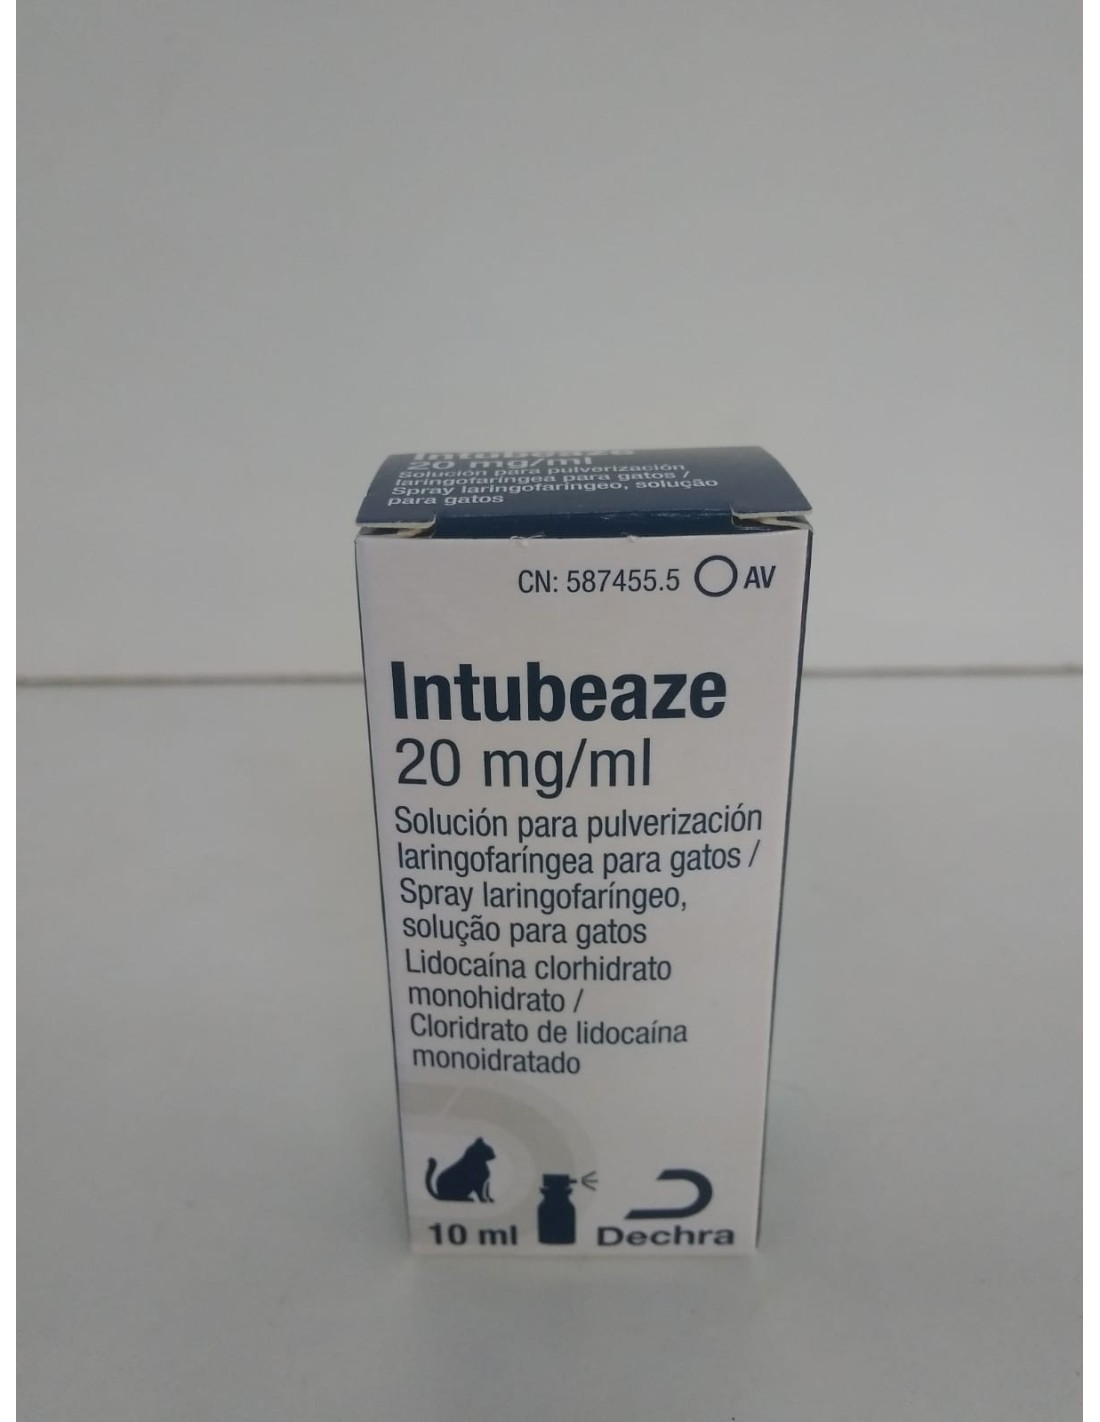 Intubeaze
20 mg/ml
Solución para pulverización
laringofaríngea para gatos /
Spray laringofaríngeo, solução
para gatos
CN: 587455.5 AV
Intubeaze
20 mg/ml
Solución para pulverización
laringofaríngea para gatos /
Spray laringofaríngeo,
solução para gatos
Lidocaína clorhidrato
monohidrato /
Cloridrato de lidocaína
monoidratado
10 ml Dechra